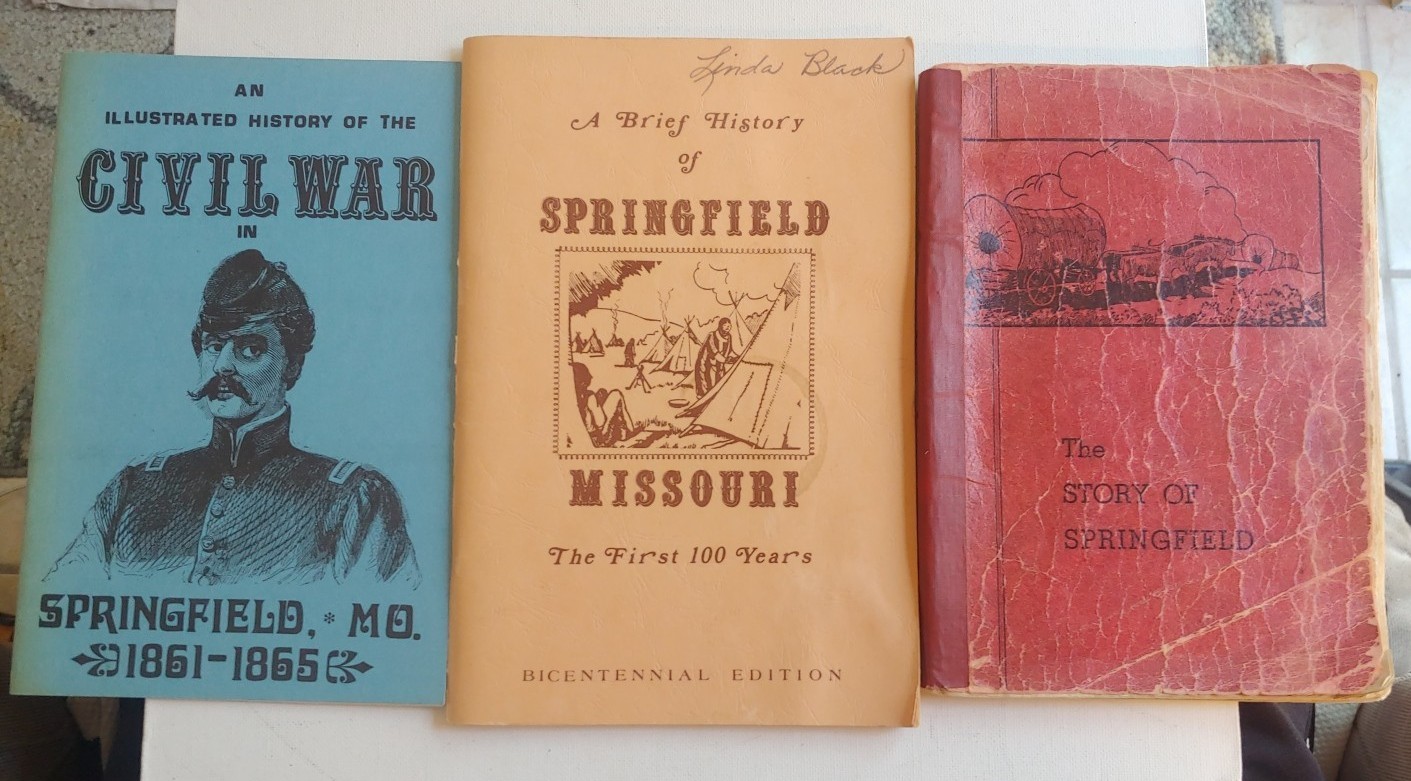 AN
ILLUSTRATED HISTORY OF THE
CIVIL WAR
IN
SPRINGFIELD, * MO.
1861-1865
Linda Black
A Brief History
of
SPRINGFIELD
MISSOURI
The First 100 Years
BICENTENNIAL EDITION
The
STORY OF
SPRINGFIELD